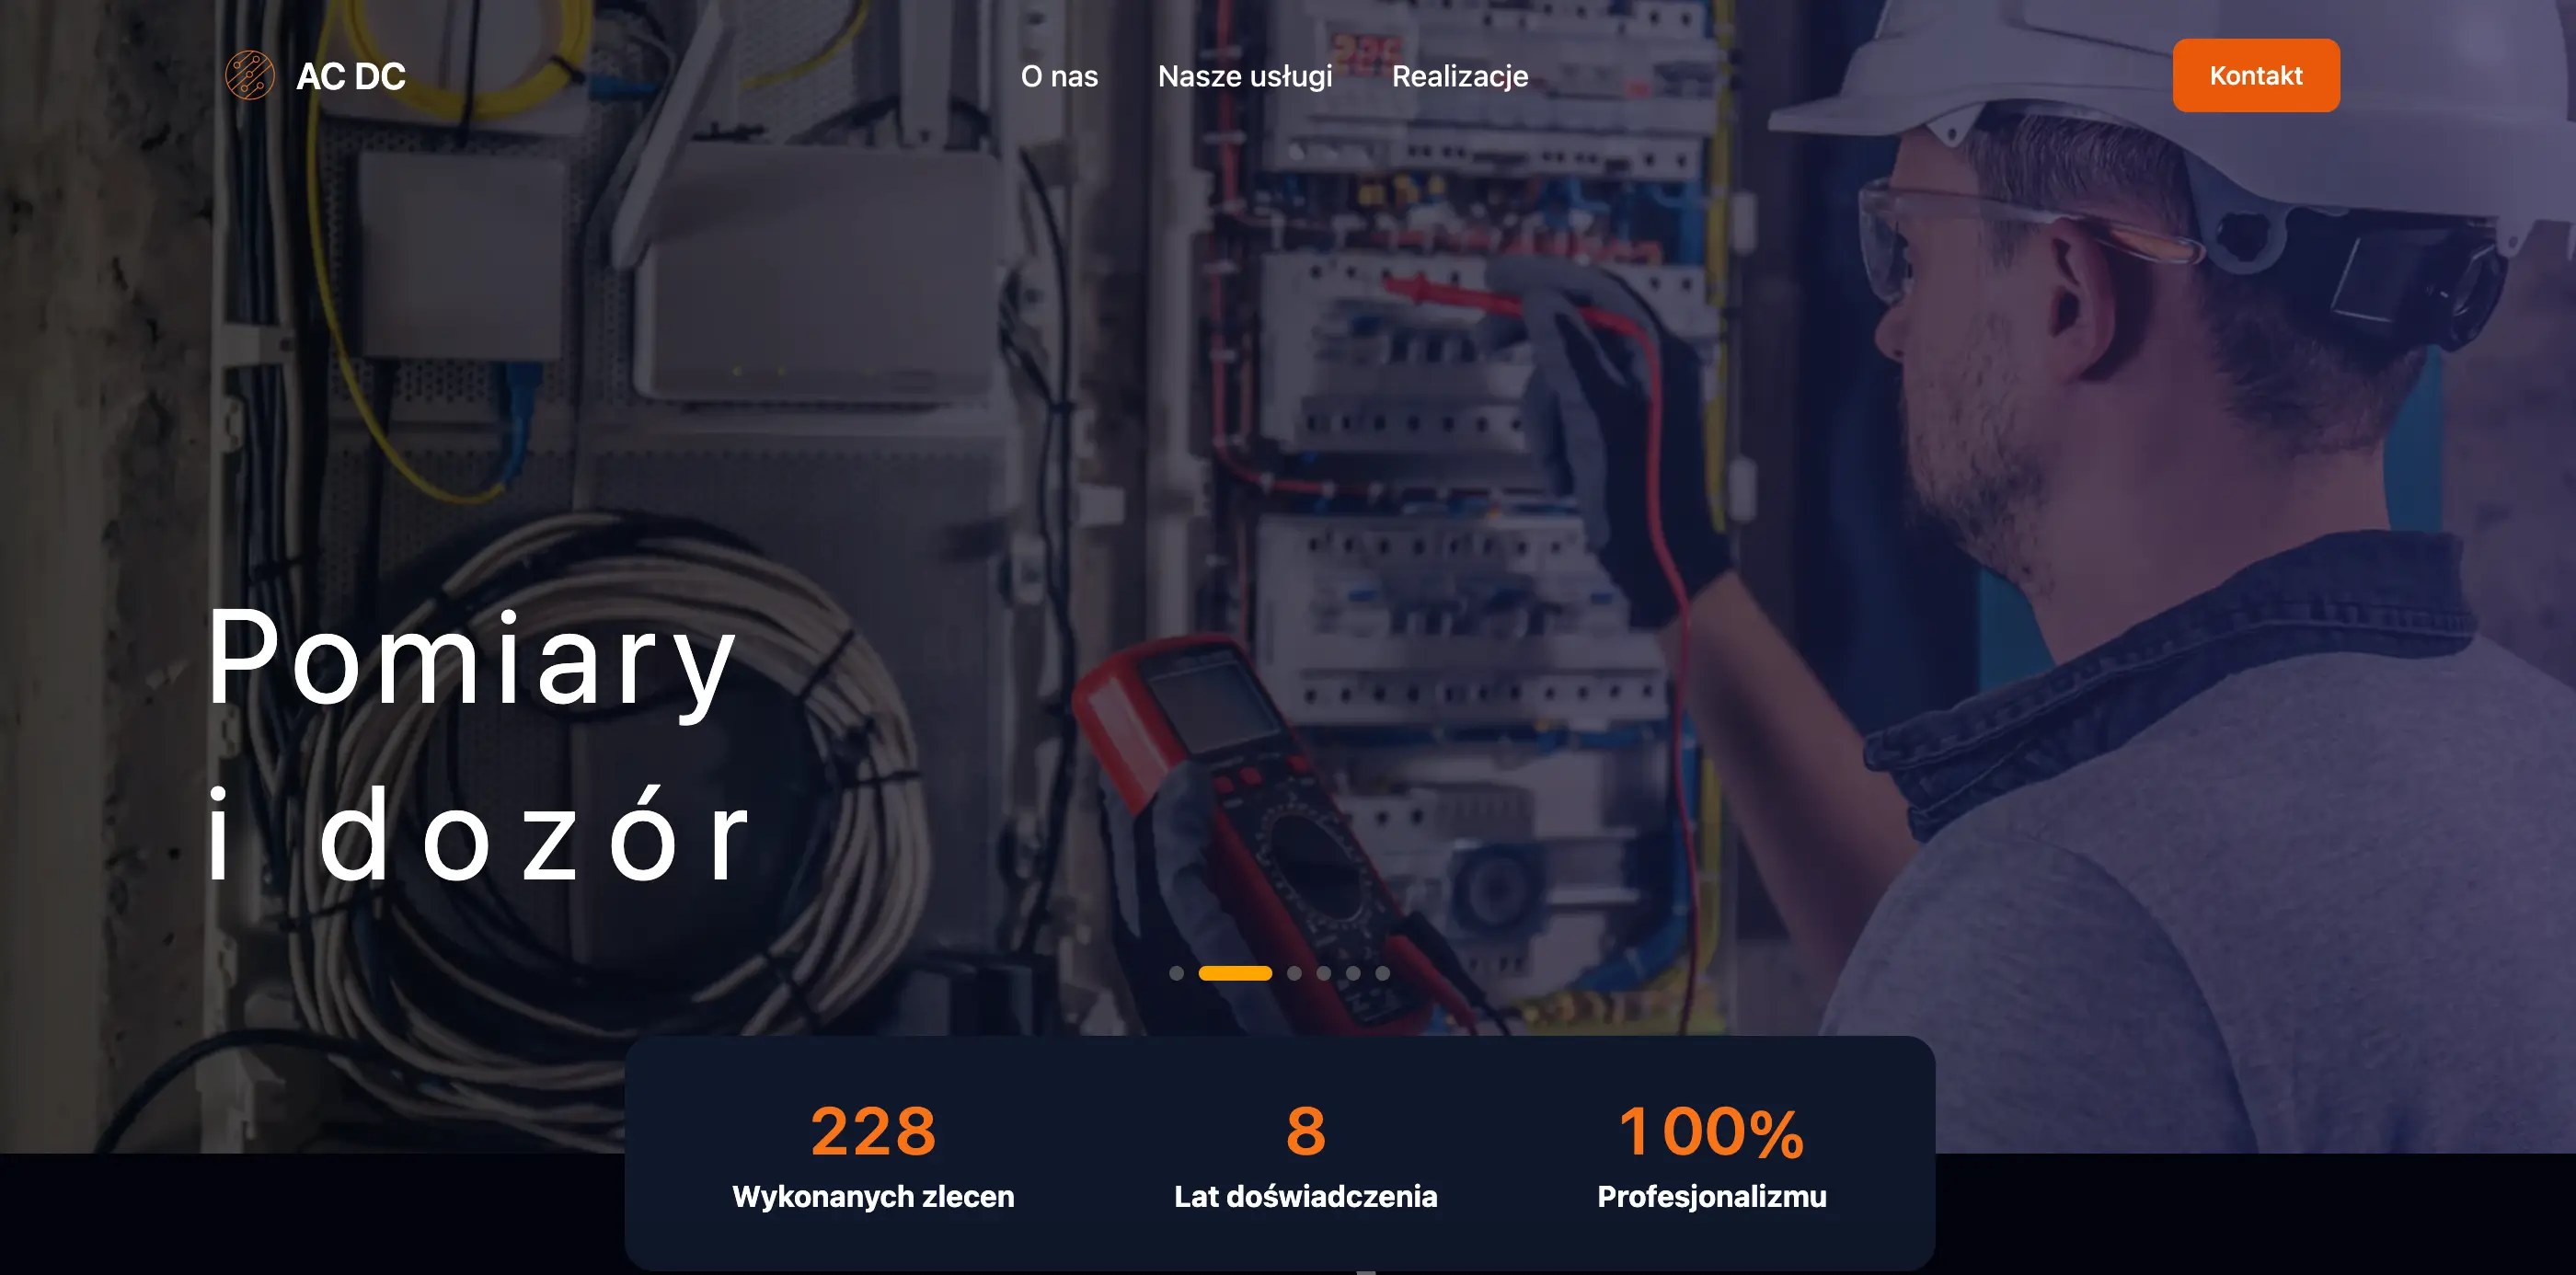 AC DC
O nas
Nasze usługi
Realizacje
Kontakt
Pomiary
i dozór
228
8
100%
Wykonanych zlecen
Lat doświadczenia
Profesjonalizmu